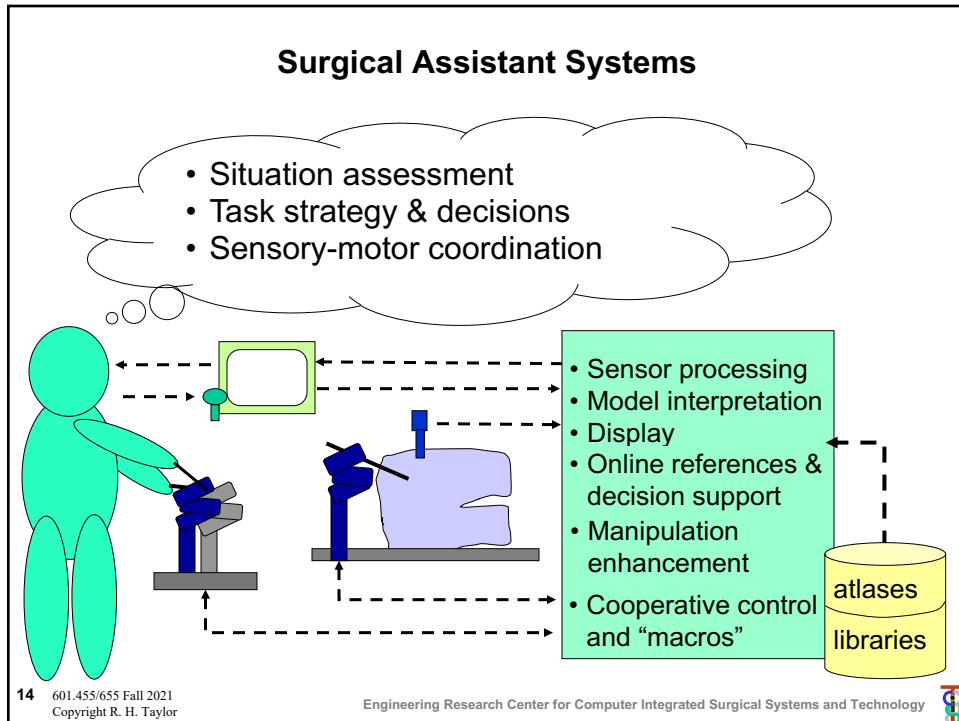 Surgical Assistant Systems
• Situation assessment
• Task strategy & decisions
• Sensory-motor coordination
• Sensor processing
• Model interpretation
• Display
• Online references &
decision support
• Manipulation
enhancement
• Cooperative control
and “macros”
atlases
libraries
14 601.455/655 Fall 2021
Copyright R. H. Taylor
Engineering Research Center for Computer Integrated Surgical Systems and Technology